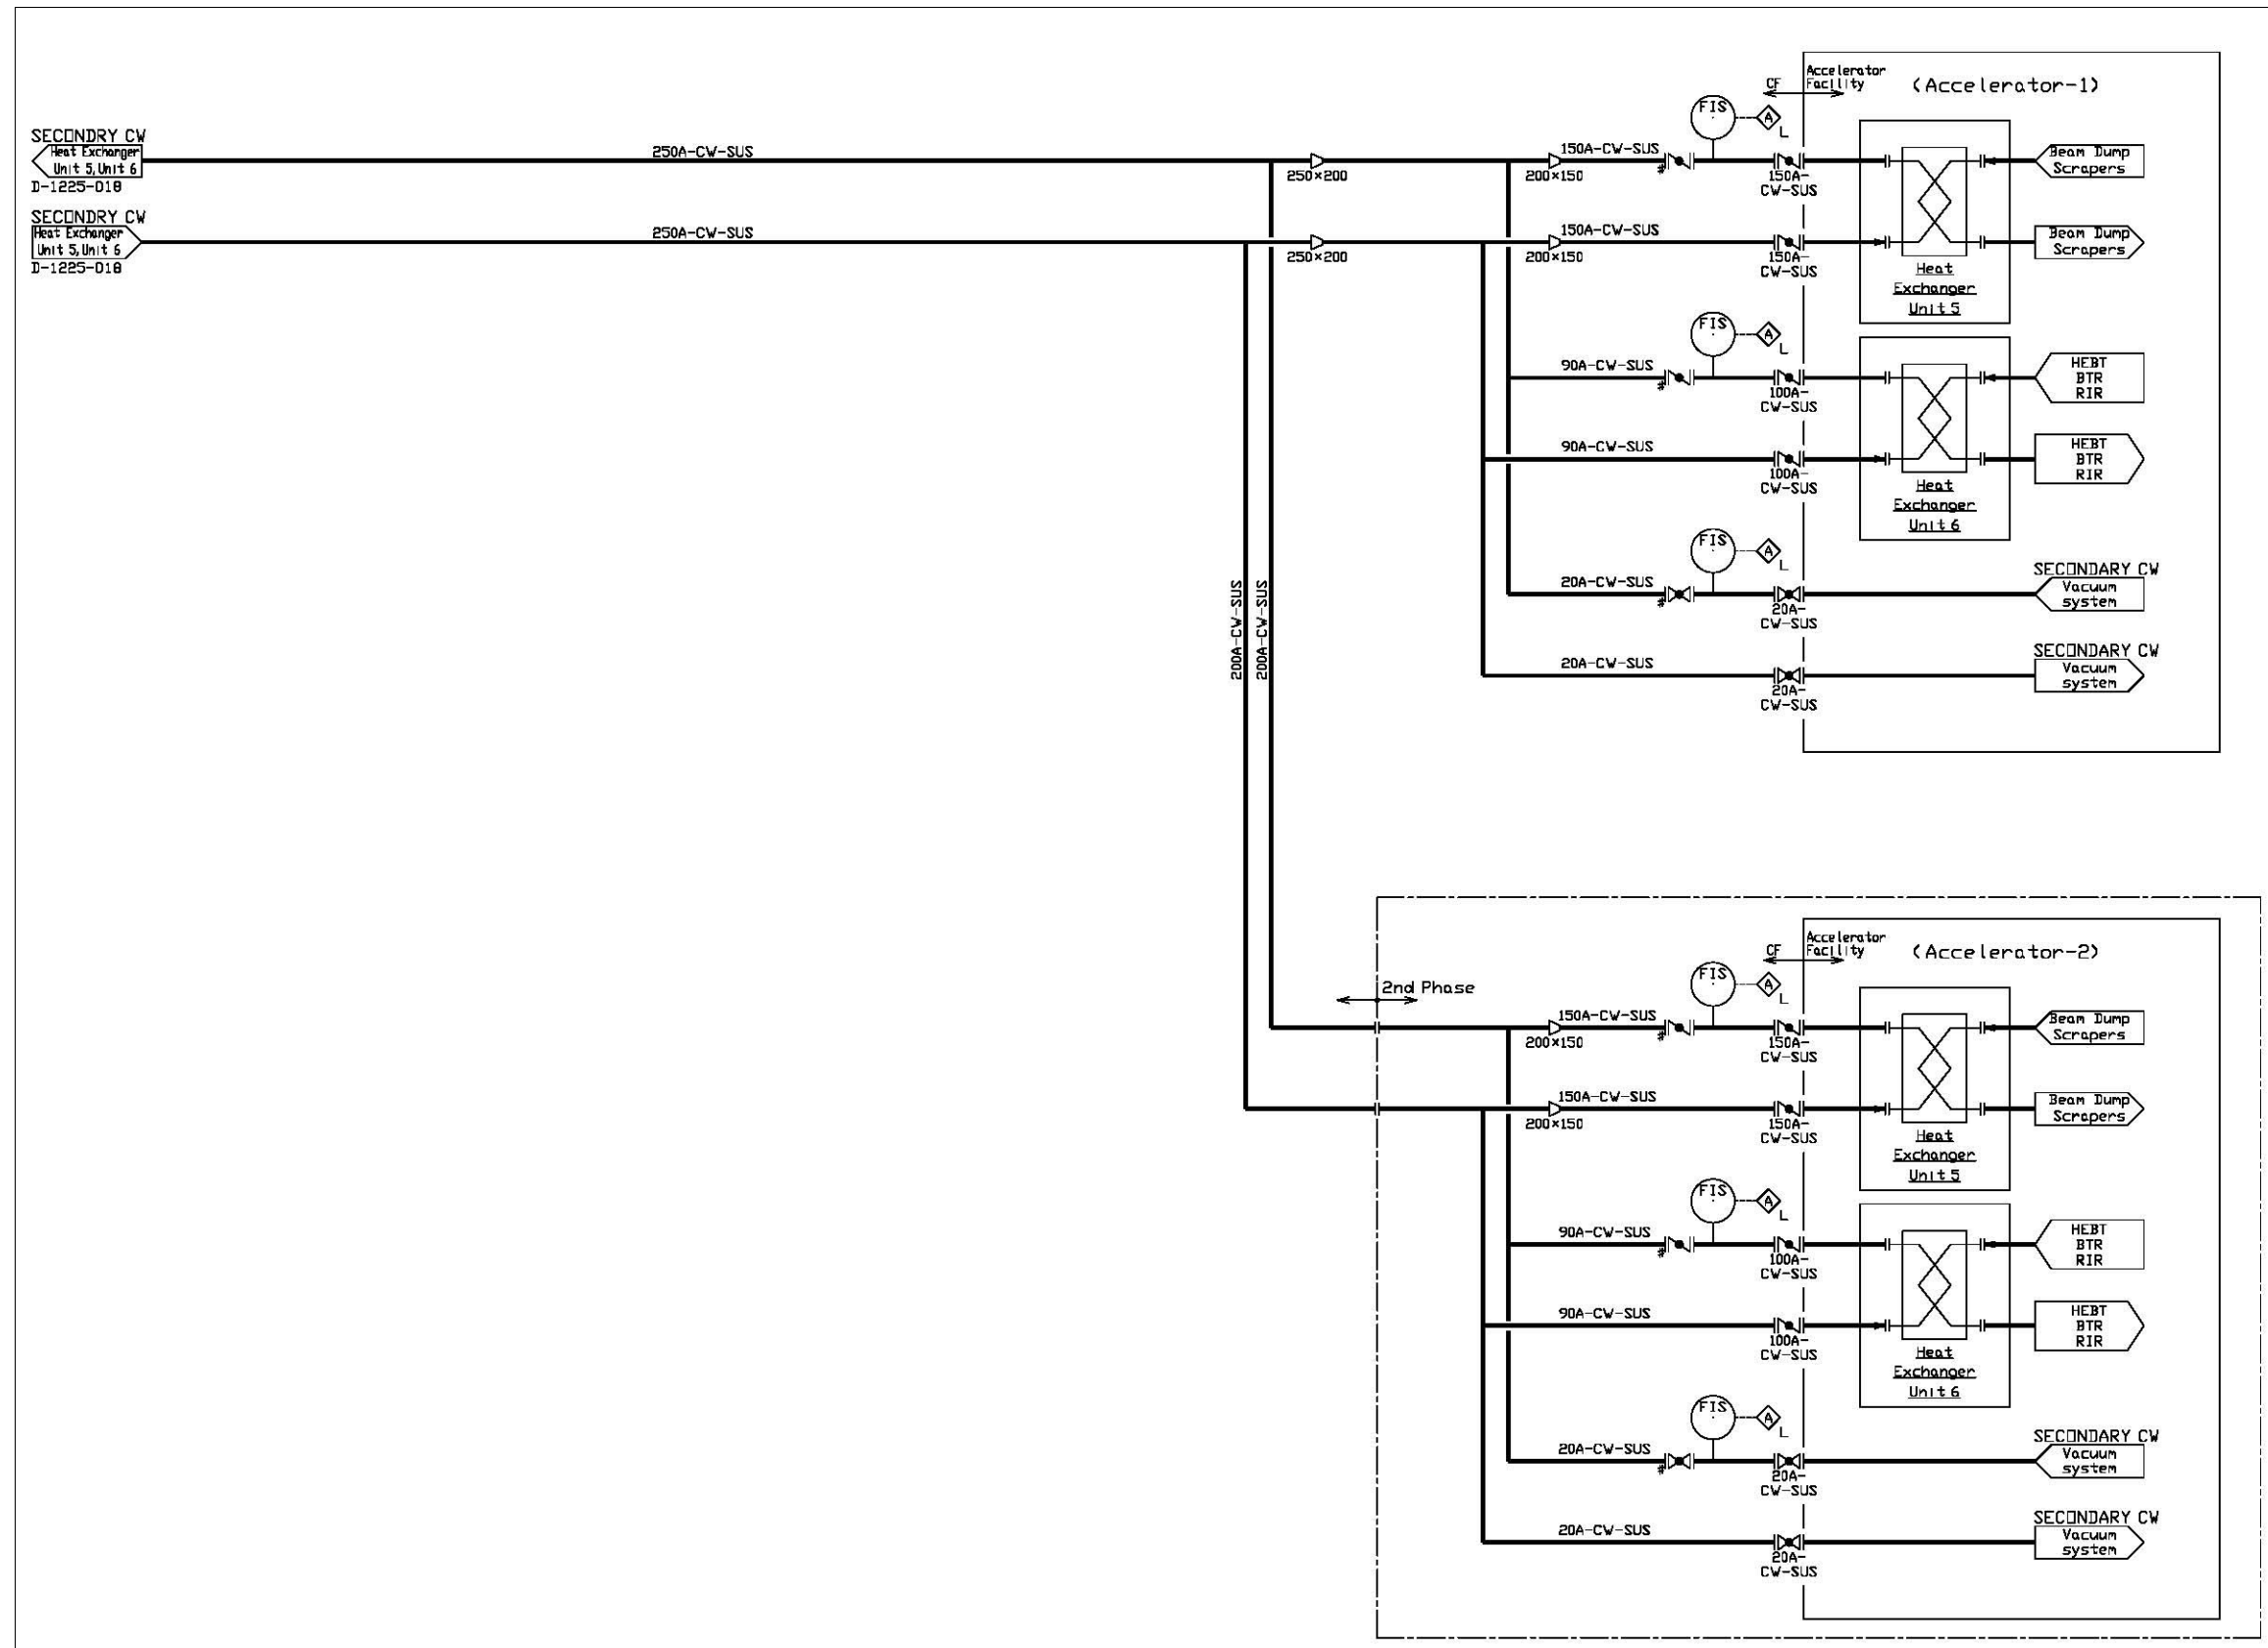 Accelerator
CF Facility
(Accelerator-1)
FIS
A
L
SECONDRY CW
Heat Exchanger
Unit 5,Unit 6
D-1225-018
250A-CW-SUS
250×200
150A-CW-SUS
200×150
150A-
CW-SUS
Beam Dump
Scrapers
SECONDRY CW
Heat Exchanger
Unit 5,Unit 6
D-1225-018
250A-CW-SUS
250×200
150A-CW-SUS
200×150
150A-
CW-SUS
Beam Dump
Scrapers
Heat
Exchanger
Unit 5
FIS
A
L
90A-CW-SUS
100A-
CW-SUS
HEBT
BTR
RIR
90A-CW-SUS
100A-
CW-SUS
HEBT
BTR
RIR
Heat
Exchanger
Unit 6
FIS
A
L
20A-CW-SUS
20A-
CW-SUS
SECONDARY CW
Vacuum
system
200A-CW-SUS
200A-CW-SUS
20A-CW-SUS
20A-
CW-SUS
SECONDARY CW
Vacuum
system
Accelerator
CF Facility
(Accelerator-2)
2nd Phase
FIS
A
L
150A-CW-SUS
200×150
150A-
CW-SUS
Beam Dump
Scrapers
150A-CW-SUS
200×150
150A-
CW-SUS
Beam Dump
Scrapers
Heat
Exchanger
Unit 5
FIS
A
L
90A-CW-SUS
100A-
CW-SUS
HEBT
BTR
RIR
90A-CW-SUS
100A-
CW-SUS
HEBT
BTR
RIR
Heat
Exchanger
Unit 6
FIS
A
L
20A-CW-SUS
20A-
CW-SUS
SECONDARY CW
Vacuum
system
20A-CW-SUS
20A-
CW-SUS
SECONDARY CW
Vacuum
system